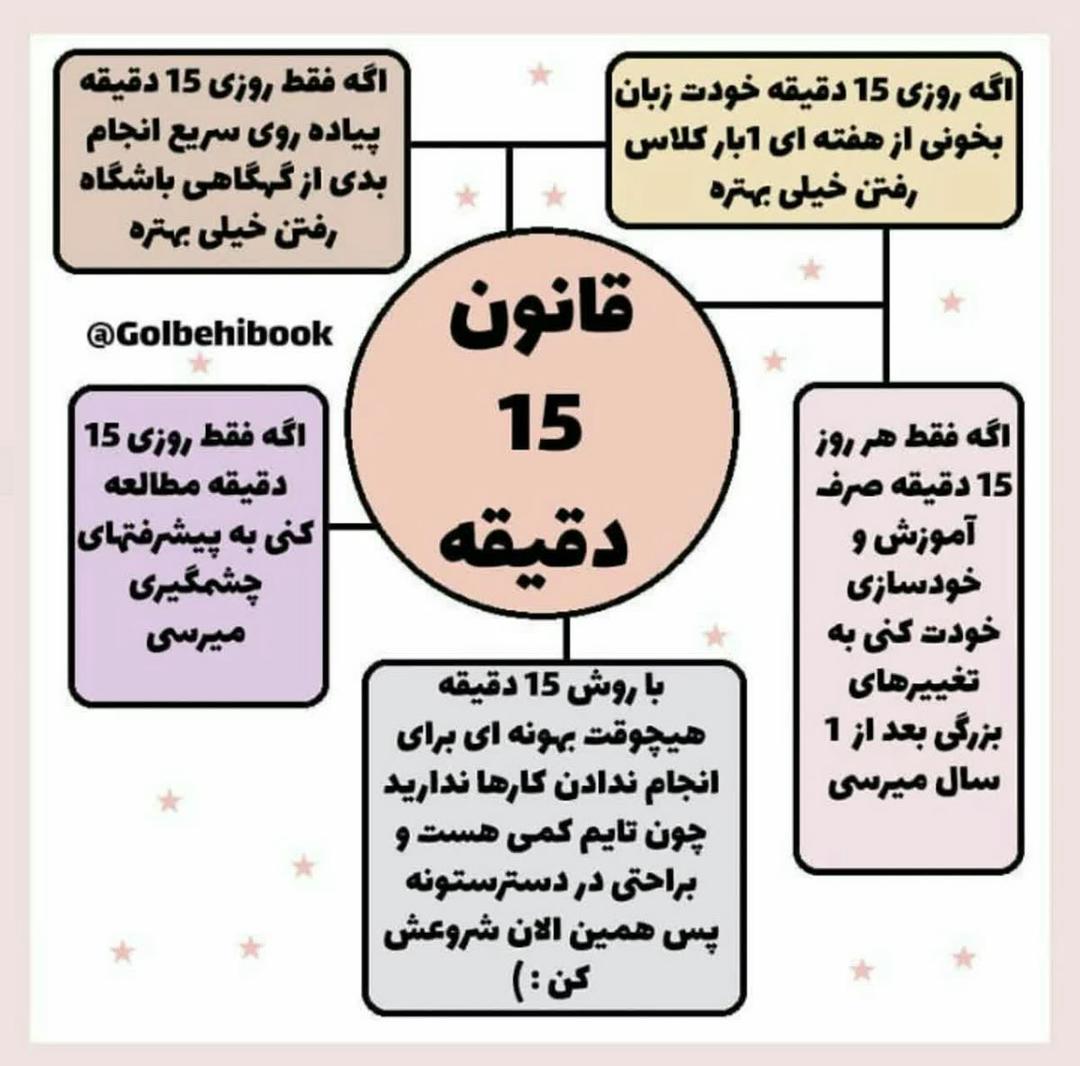 قانون
15
دقیقه
اگه روزی 15 دقیقه خودت زبان
بخونی از هفته ای 1بار کلاس
رفتن خیلی بهتره
اگه فقط روزی 15 دقیقه
پیاده روی سریع انجام
بدی از گهگاهی باشگاه
رفتن خیلی بهتره
@Golbehibook
اگه فقط هر روز
15 دقیقه صرف
آموزش و
خودسازی
خودت کنی به
تغییرهای
بزرگی بعد از 1
سال میرسی
اگه فقط روزی 15
دقیقه مطالعه
کنی به پیشرفتهای
چشمگیری
میرسی
با روش 15 دقیقه
هیچوقت بهونه ای برای
انجام ندادن کارها ندارید
چون تایم کمی هست و
براحتی در دسترستونه
پس همین الان شروعش
کن : )